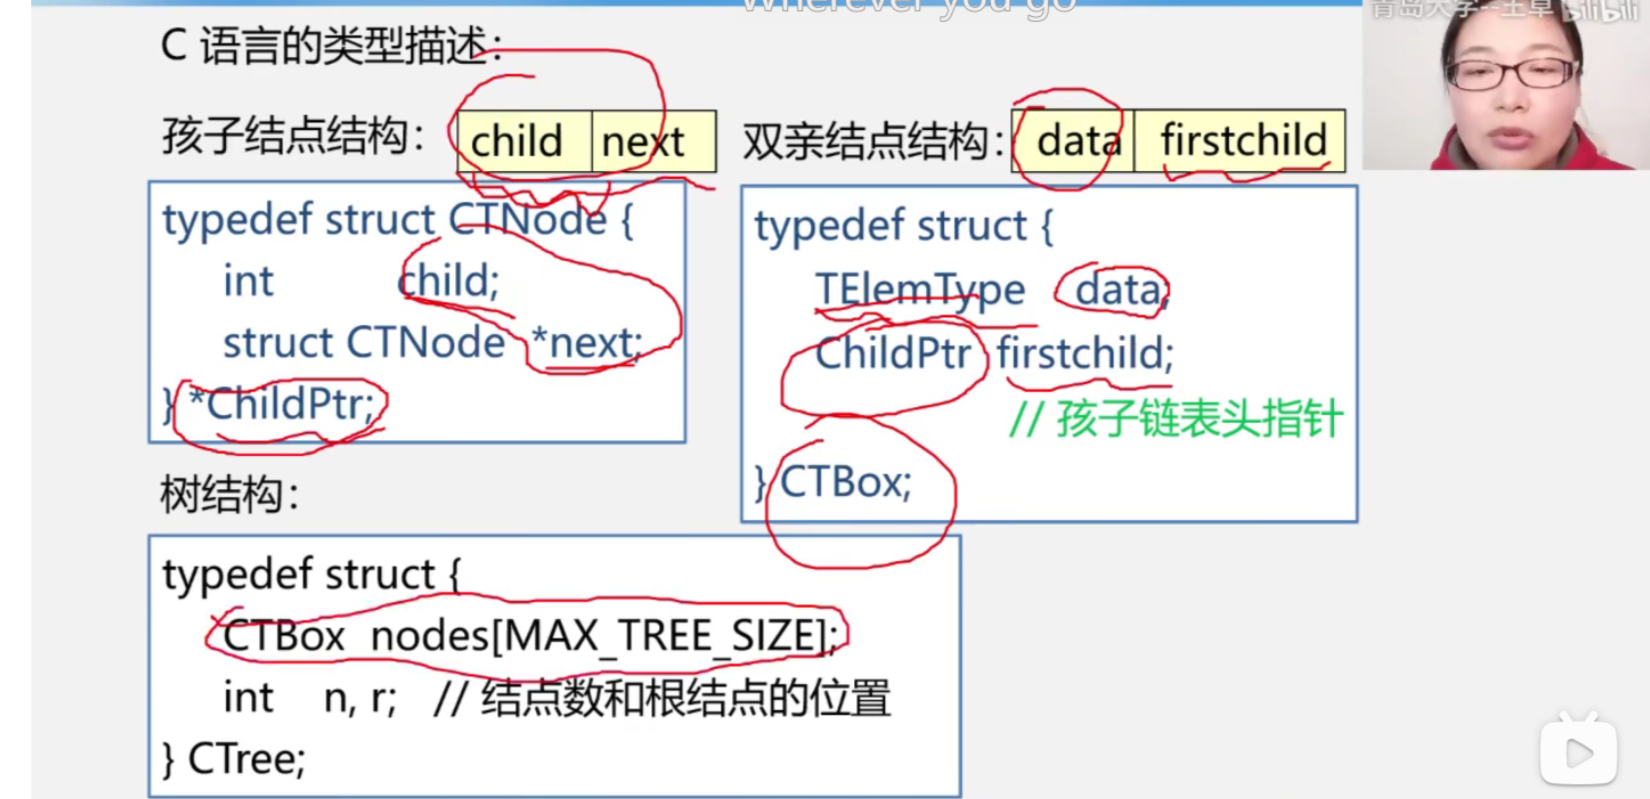 Wherever you go
青岛大学--王卓 bilibili
C 语言的类型描述：
孩子结点结构： child next
双亲结点结构： data firstchild
typedef struct CTNode {
int child;
struct CTNode *next;
} *ChildPtr;
typedef struct {
TElemType data;
ChildPtr firstchild;
// 孩子链表头指针
} CTBox;
树结构：
typedef struct {
CTBox nodes[MAX_TREE_SIZE];
int n, r; // 结点数和根结点的位置
} CTree;